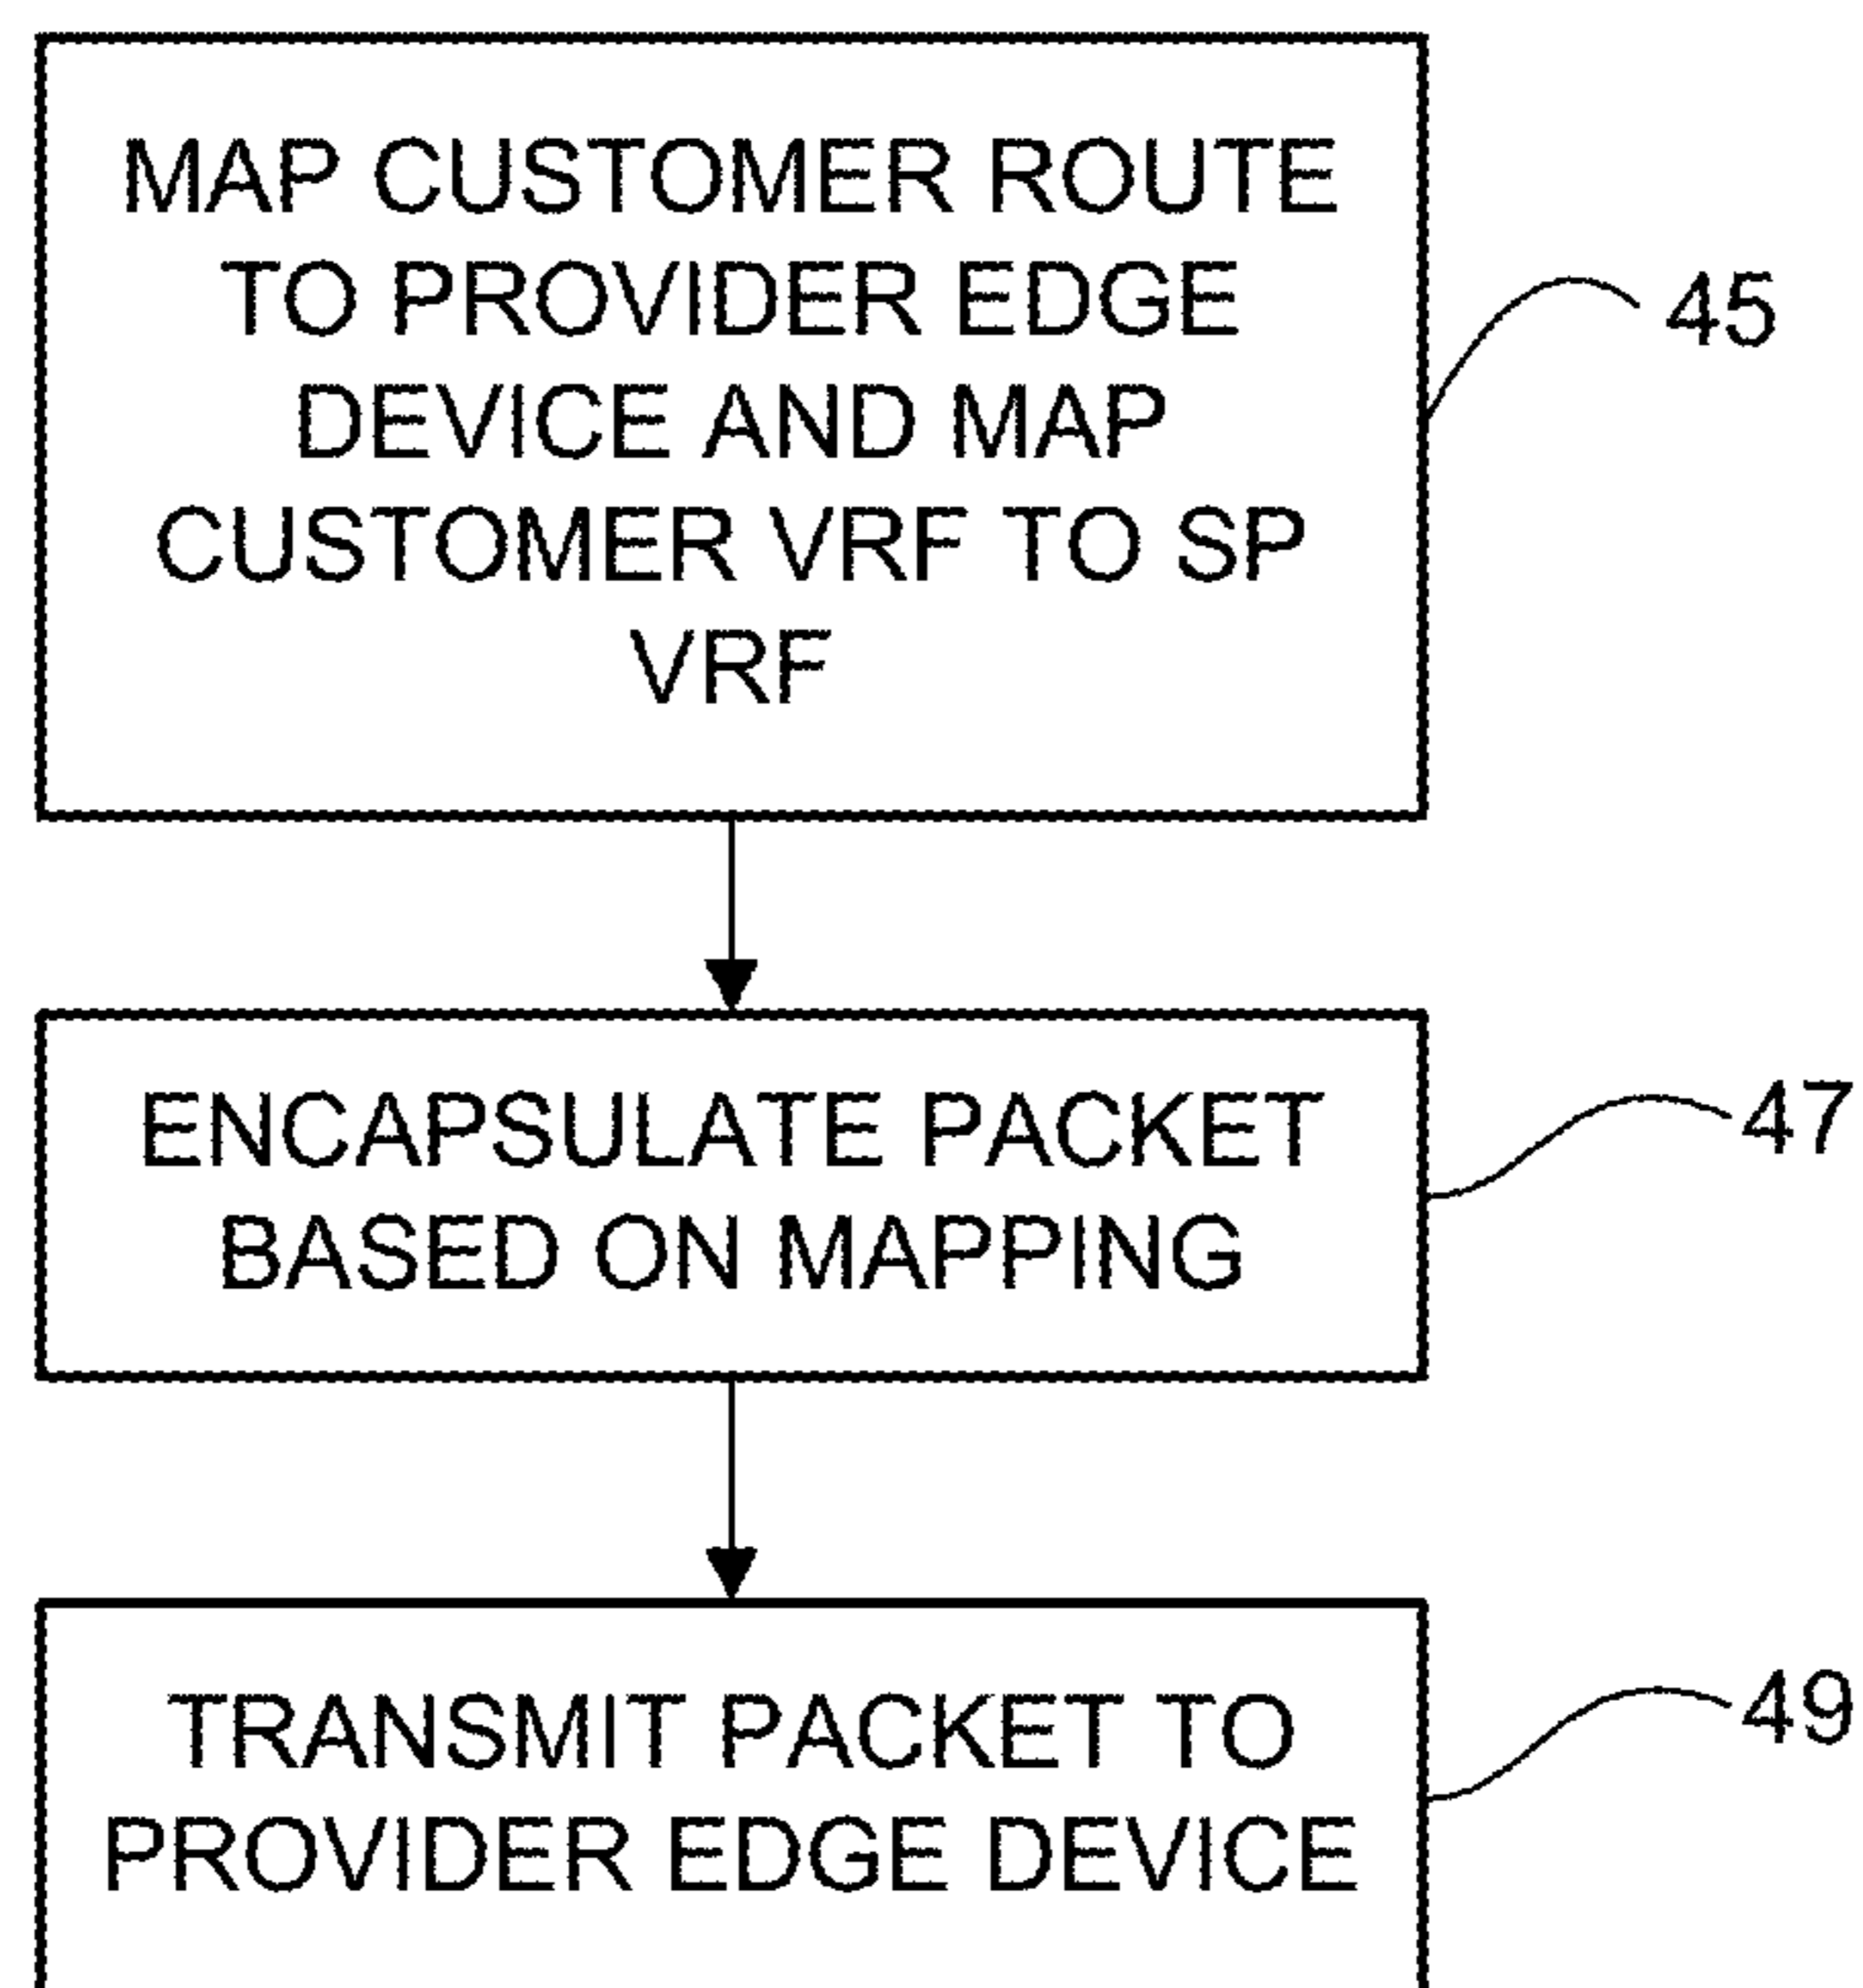 MAP CUSTOMER ROUTE
TO PROVIDER EDGE
DEVICE AND MAP
CUSTOMER VRF TO SP
VRF
45
ENCAPSULATE PACKET
BASED ON MAPPING
47
TRANSMIT PACKET TO
PROVIDER EDGE DEVICE
49